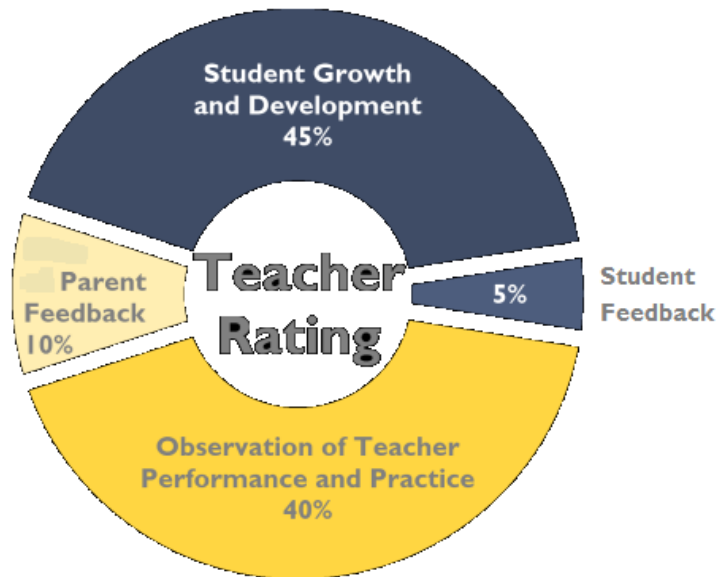 Student Growth
and Development
45%
Teacher
Rating
Parent
Feedback
10%
5%
Student
Feedback
Observation of Teacher
Performance and Practice
40%